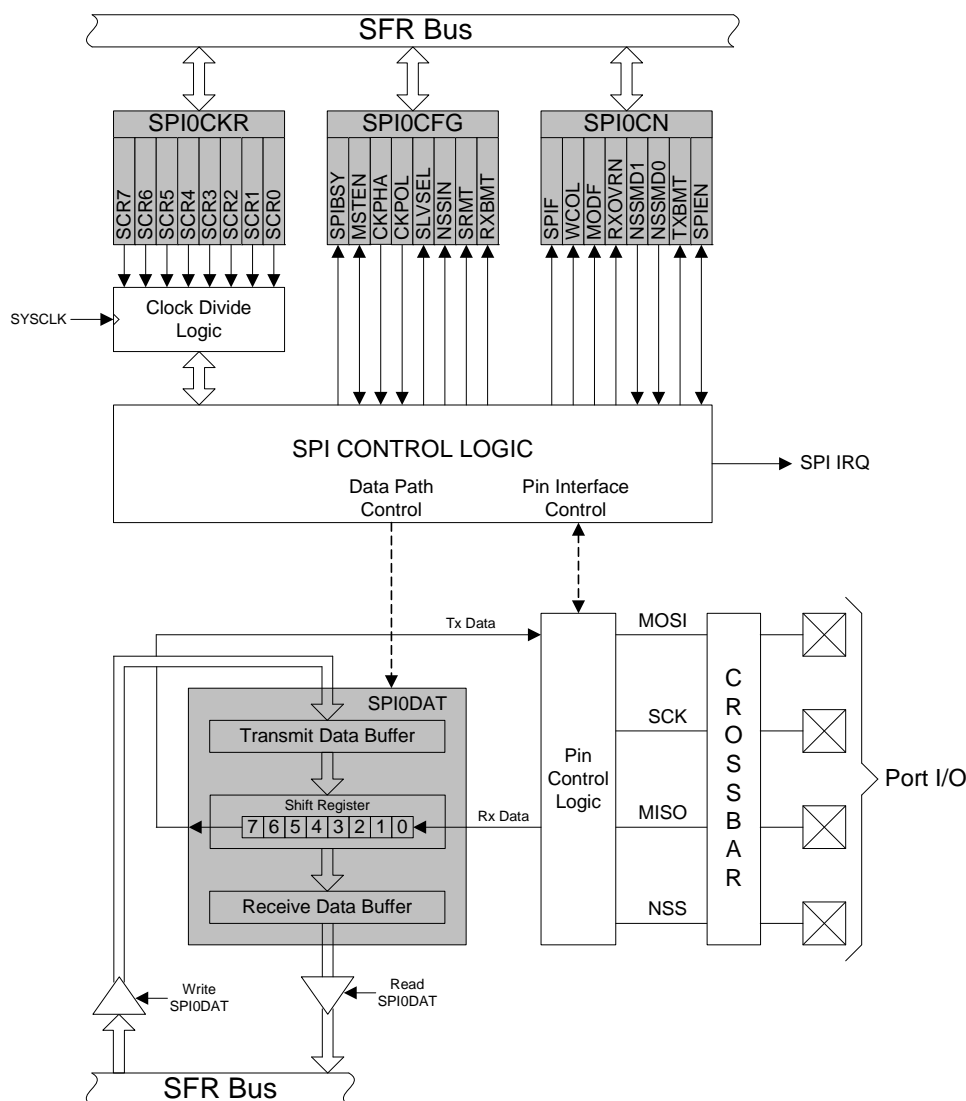 SFR Bus
SPI0CKR
SPI0CFG
SPI0CN
SCR7
SCR6
SCR5
SCR4
SCR3
SCR2
SCR1
SCR0
SPIBSY
MSTEN
CKPHA
CKPOL
SLVSEL
NSSIN
SRMT
RXBMT
SPIF
WCOL
MODF
RXOVRN
NSSMD1
NSSMD0
TXBMT
SPIEN
SYSCLK
Clock Divide
Logic
SPI CONTROL LOGIC
SPI IRQ
Data Path
Control
Pin Interface
Control
Tx Data
MOSI
SPI0DAT
Transmit Data Buffer
SCK
Shift Register
7 6 5 4 3 2 1 0
Rx Data
Pin
Control
Logic
MISO
CROSSBAR
Port I/O
Receive Data Buffer
NSS
Write
SPI0DAT
Read
SPI0DAT
SFR Bus